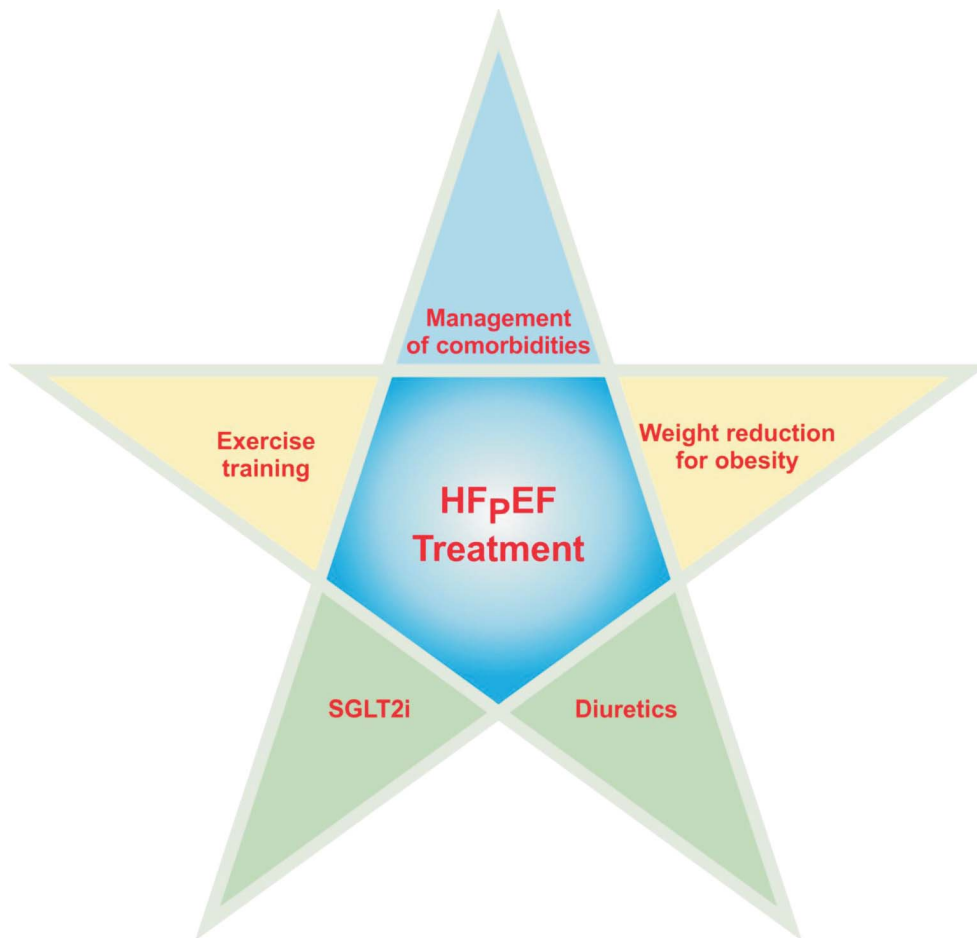 Management
of comorbidities
Exercise
training
Weight reduction
for obesity
HFpEF
Treatment
SGLT2i
Diuretics